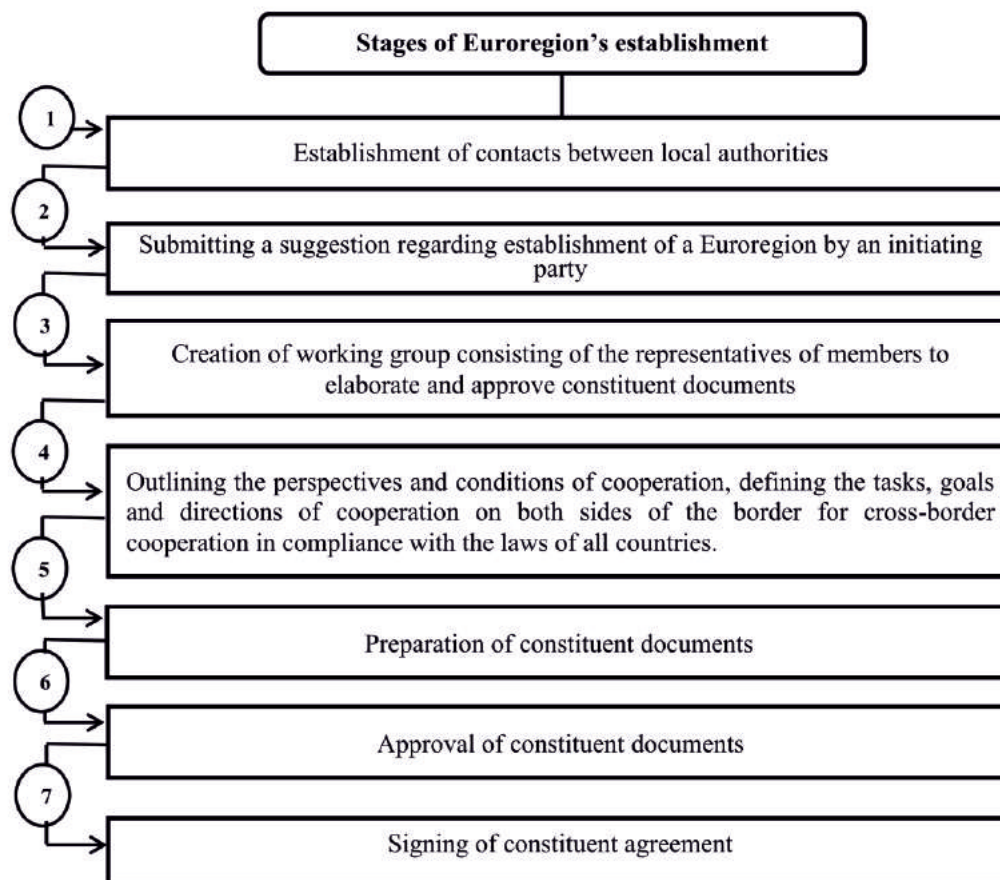 Stages of Euroregion's establishment
1
Establishment of contacts between local authorities
2
Submitting a suggestion regarding establishment of a Euroregion by an initiating
party
3
Creation of working group consisting of the representatives of members to
elaborate and approve constituent documents
4
Outlining the perspectives and conditions of cooperation, defining the tasks, goals
and directions of cooperation on both sides of the border for cross-border
cooperation in compliance with the laws of all countries.
5
Preparation of constituent documents
6
Approval of constituent documents
7
Signing of constituent agreement